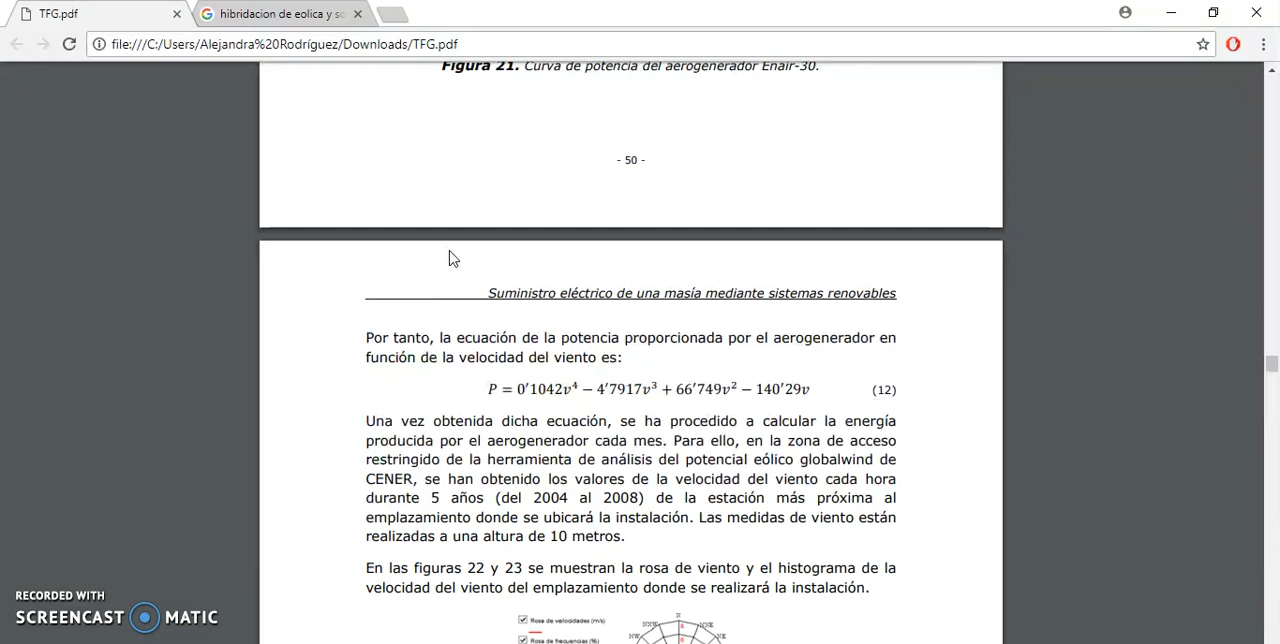 TFG.pdf
hibridacion de eolica y so
file:///C:/Users/Alejandra%20Rodríguez/Downloads/TFG.pdf
Figura 21. Curva de potencia del aerogenerador Enair-30.
- 50 -
Suministro eléctrico de una masía mediante sistemas renovables
Por tanto, la ecuación de la potencia proporcionada por el aerogenerador en
función de la velocidad del viento es:
P = 0'1042v⁴ − 4'7917v³ + 66'749v² − 140'29v (12)
Una vez obtenida dicha ecuación, se ha procedido a calcular la energía
producida por el aerogenerador cada mes. Para ello, en la zona de acceso
restringido de la herramienta de análisis del potencial eólico globalwind de
CENER, se han obtenido los valores de la velocidad del viento cada hora
durante 5 años (del 2004 al 2008) de la estación más próxima al
emplazamiento donde se ubicará la instalación. Las medidas de viento están
realizadas a una altura de 10 metros.
En las figuras 22 y 23 se muestran la rosa de viento y el histograma de la
velocidad del viento del emplazamiento donde se realizará la instalación.
Rosa de velocidades (m/s)
Rosa de frecuencias (%)
N
NNW
NNE
NW
NE
8
6
RECORDED WITH
SCREENCAST MATIC